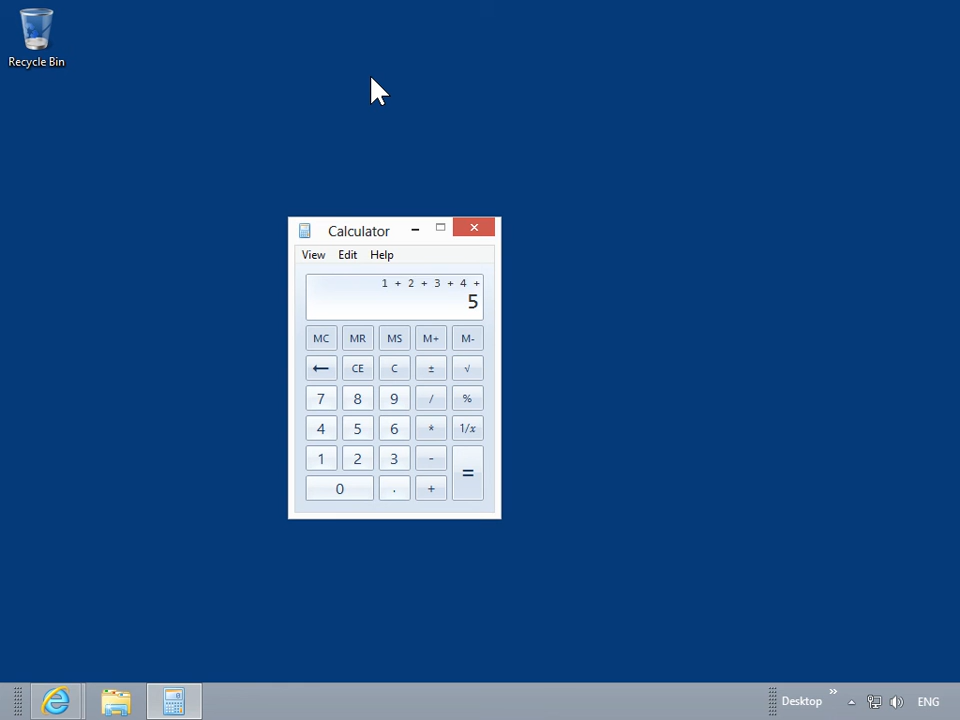 Recycle Bin
Calculator
View Edit Help
1 + 2 + 3 + 4 +
5
MC MR MS M+ M-
← CE C ± √
7 8 9 / %
4 5 6 * 1/x
1 2 3 - =
0 . +
Desktop » ENG